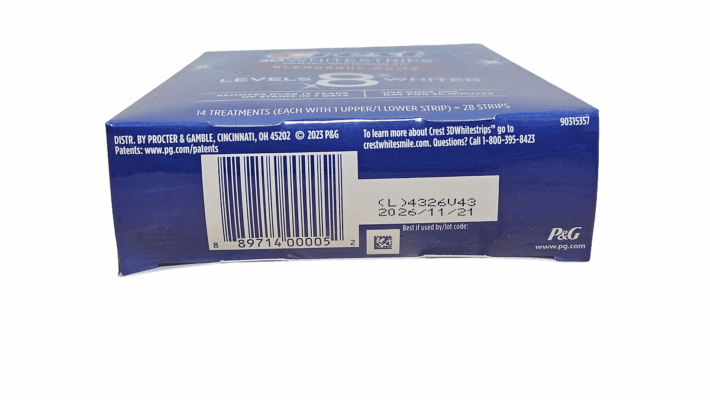 3DWHITESTRIPS
LEVELS x8 WHITER
14 TREATMENTS (EACH WITH 1 UPPER/1 LOWER STRIP) = 28 STRIPS
90315357
DISTR. BY PROCTER & GAMBLE, CINCINNATI, OH 45202 © 2023 P&G
Patents: www.pg.com/patents
To learn more about Crest 3DWhitestrips™ go to
crestwhitesmile.com. Questions? Call 1-800-395-8423
8 89714 00005 2
(L)4326V43
2026/11/21
Best if used by/lot code:
P&G
www.pg.com